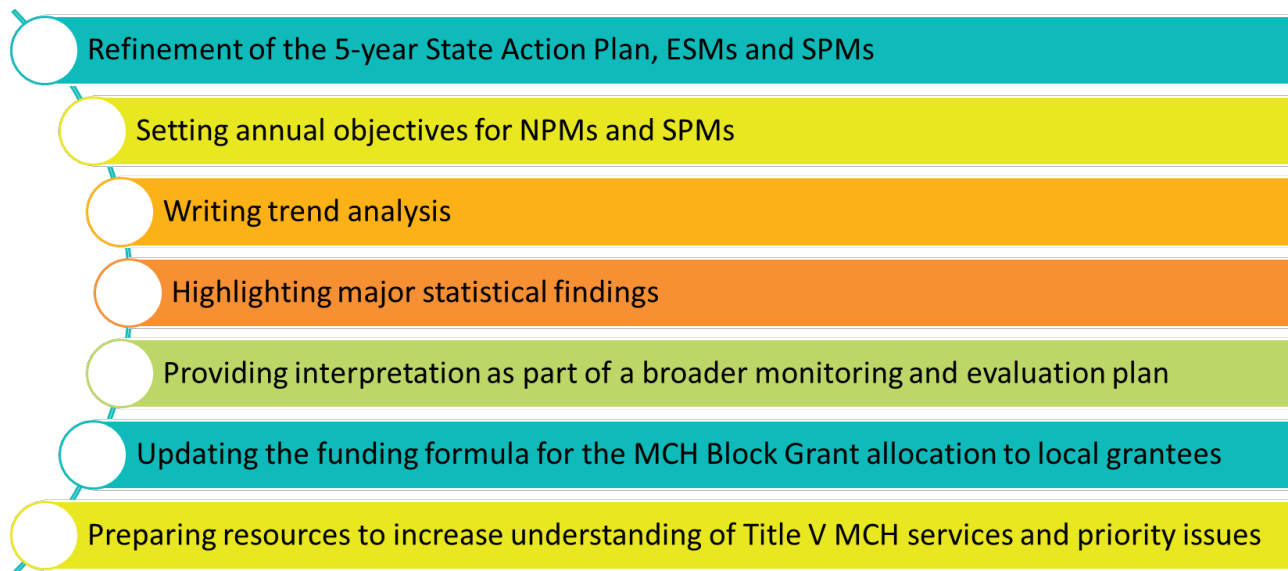 Refinement of the 5-year State Action Plan, ESMs and SPMs
Setting annual objectives for NPMs and SPMs
Writing trend analysis
Highlighting major statistical findings
Providing interpretation as part of a broader monitoring and evaluation plan
Updating the funding formula for the MCH Block Grant allocation to local grantees
Preparing resources to increase understanding of Title V MCH services and priority issues